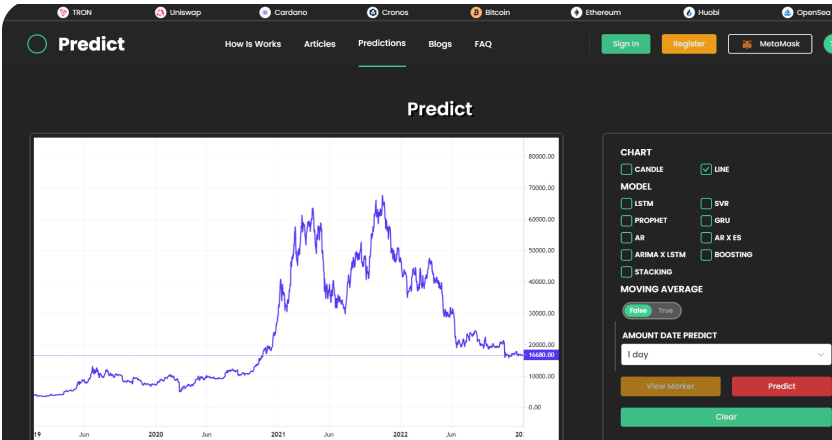 TRON Uniswap Cardano Cronos Bitcoin Ethereum Huobi OpenSea
Predict How Is Works Articles Predictions Blogs FAQ Sign In Register MetaMask
Predict
80000.00
70000.00
60000.00
50000.00
40000.00
30000.00
20000.00
16680.00
10000.00
0.00
19 Jun 2020 Jun 2021 Jun 2022 Jun 20
CHART
CANDLE LINE
MODEL
LSTM SVR
PROPHET GRU
AR AR X ES
ARIMA X LSTM BOOSTING
STACKING
MOVING AVERAGE
False True
AMOUNT DATE PREDICT
1 day
View Marker Predict
Clear